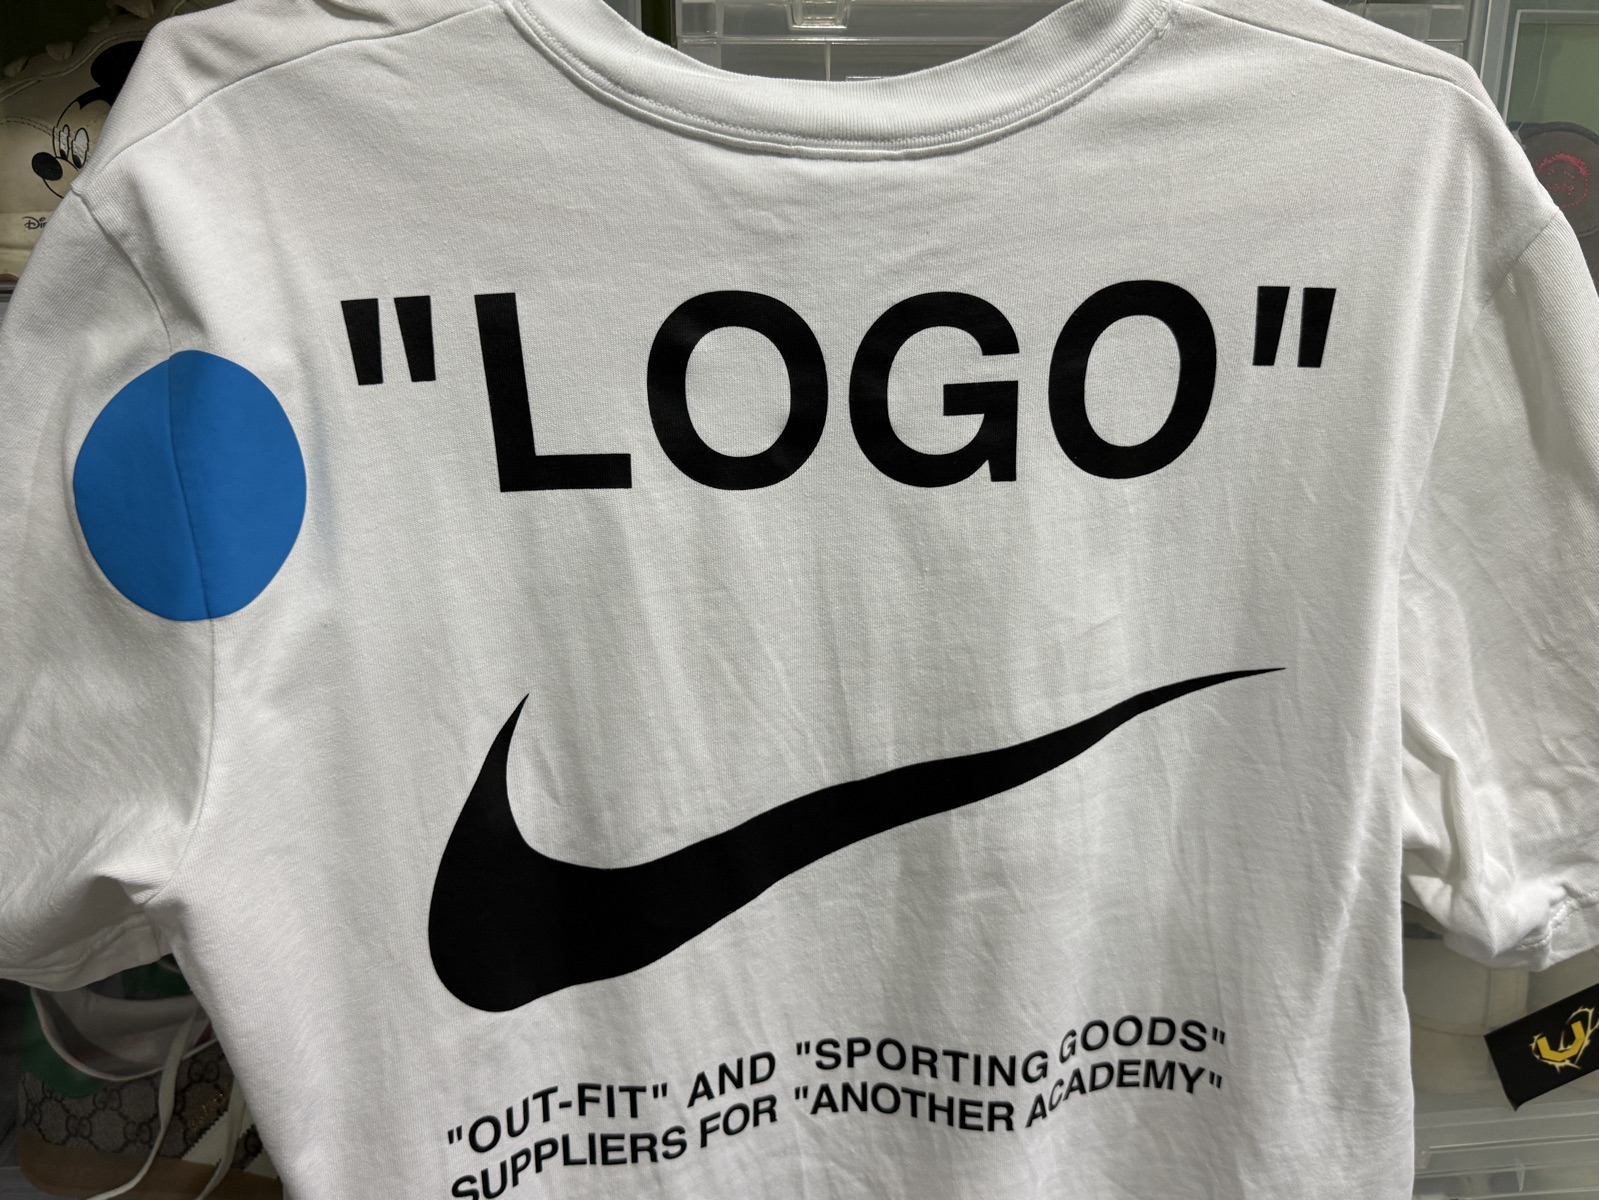 "LOGO"
"OUT-FIT" AND "SPORTING GOODS"
SUPPLIERS FOR "ANOTHER ACADEMY"